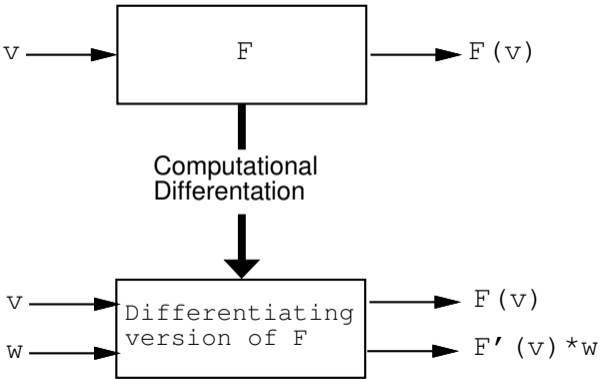 v
F
F(v)
Computational
Differentation
v
w
Differentiating
version of F
F(v)
F'(v)*w